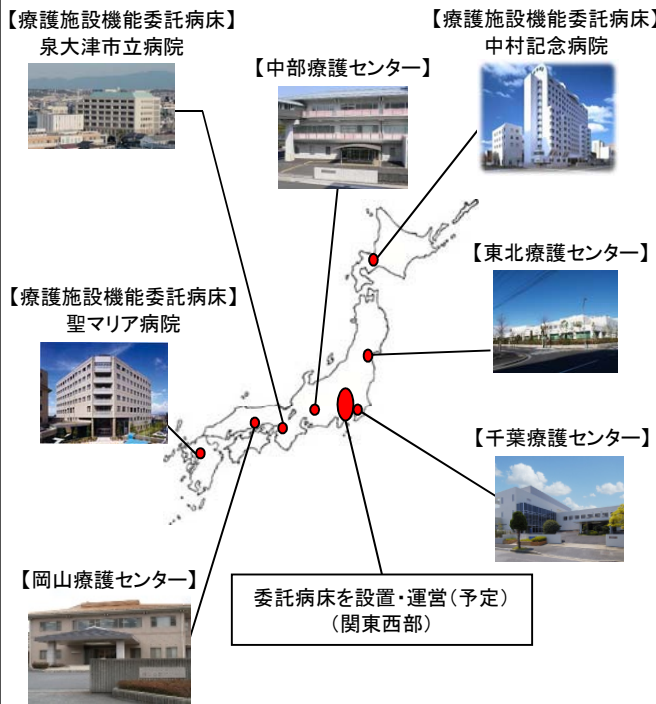 【療護施設機能委託病床】
泉大津市立病院
【中部療護センター】
【療護施設機能委託病床】
中村記念病院
【東北療護センター】
【療護施設機能委託病床】
聖マリア病院
【千葉療護センター】
【岡山療護センター】
委託病床を設置・運営(予定)
(関東西部)